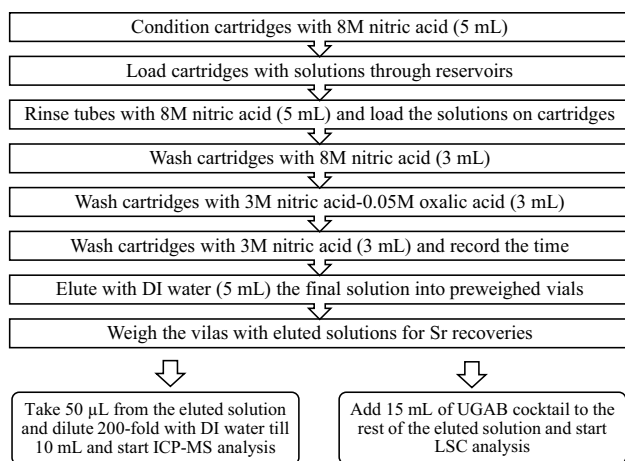 Condition cartridges with 8M nitric acid (5 mL)
Load cartridges with solutions through reservoirs
Rinse tubes with 8M nitric acid (5 mL) and load the solutions on cartridges
Wash cartridges with 8M nitric acid (3 mL)
Wash cartridges with 3M nitric acid-0.05M oxalic acid (3 mL)
Wash cartridges with 3M nitric acid (3 mL) and record the time
Elute with DI water (5 mL) the final solution into preweighed vials
Weigh the vilas with eluted solutions for Sr recoveries
Take 50 µL from the eluted solution
and dilute 200-fold with DI water till
10 mL and start ICP-MS analysis
Add 15 mL of UGAB cocktail to the
rest of the eluted solution and start
LSC analysis